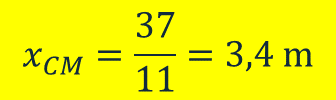 x_CM = 37/11 = 3,4 m